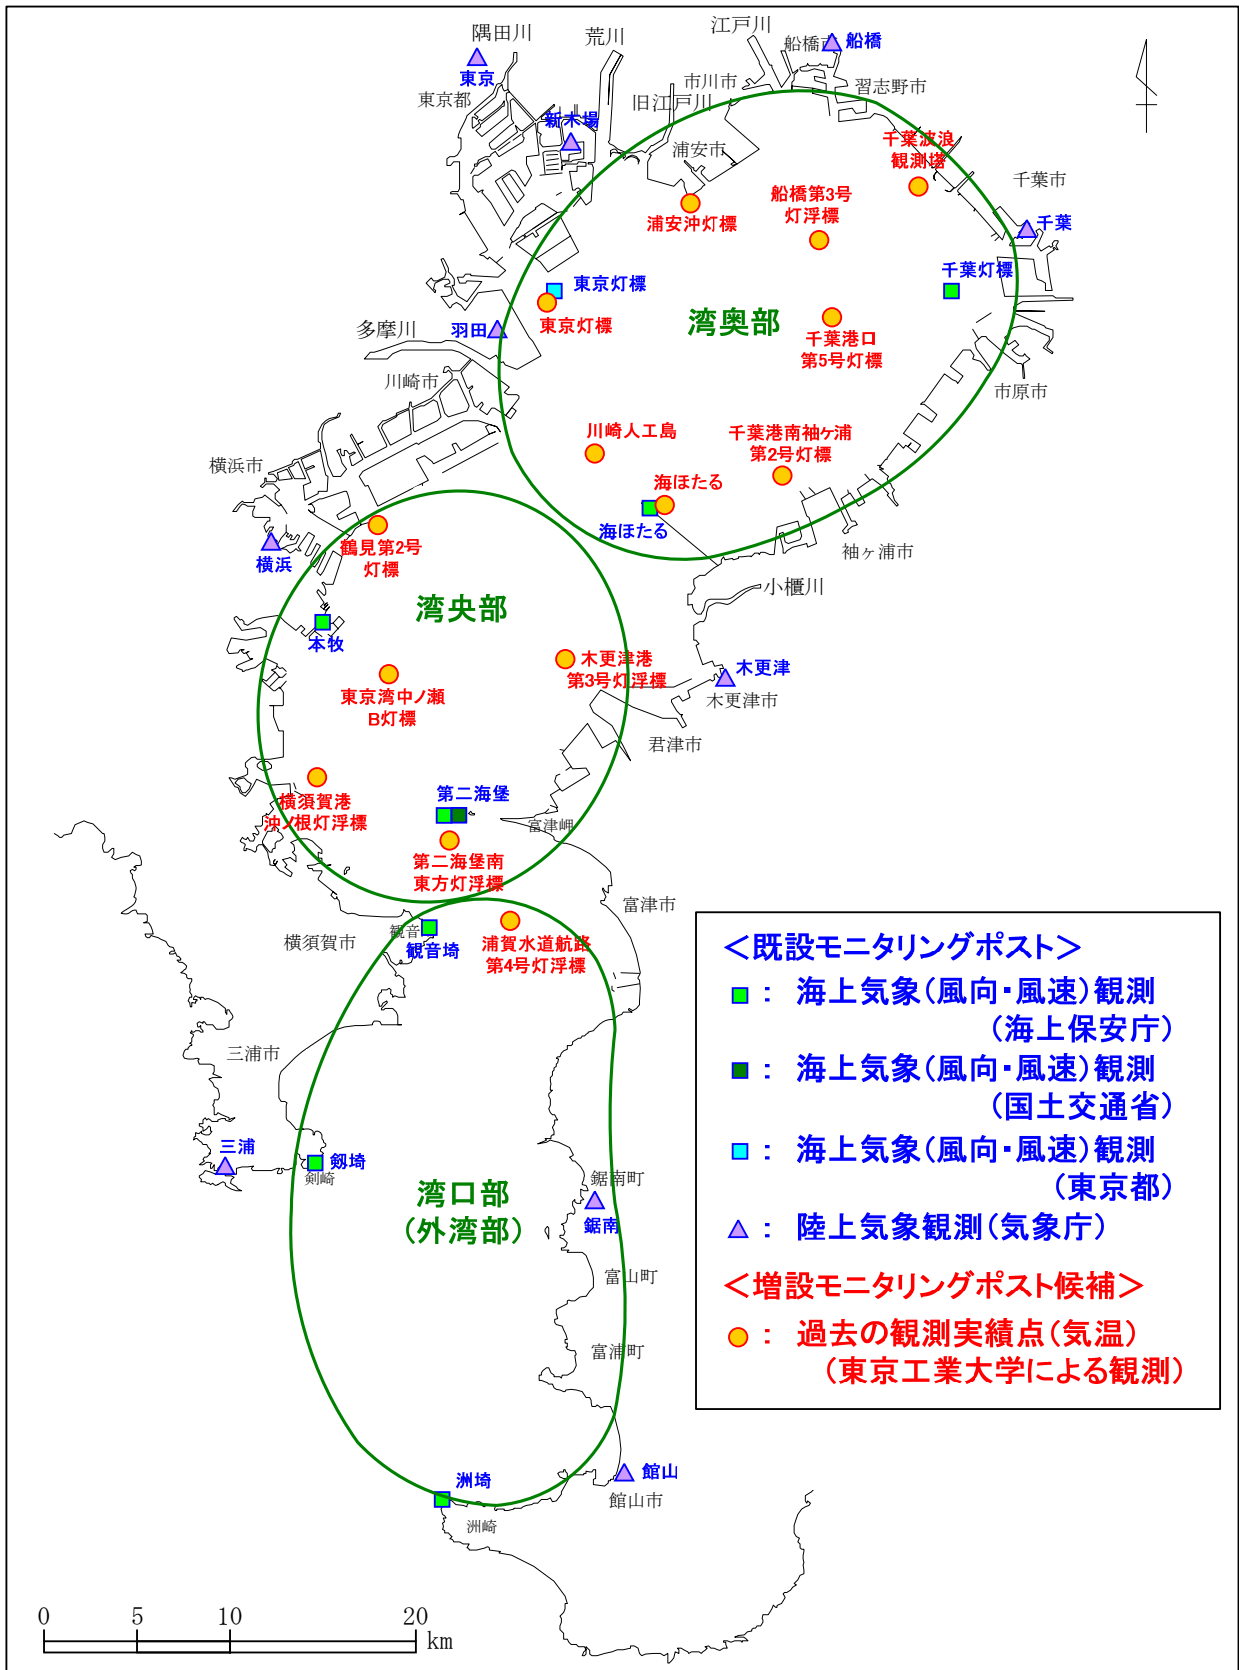 隅田川
荒川
江戸川
船橋市
船橋
東京
東京都
市川市
習志野市
旧江戸川
新木場
浦安市
千葉波浪
観測塔
千葉市
船橋第3号
灯浮標
浦安沖灯標
千葉
千葉灯標
東京灯標
東京灯標
湾奥部
多摩川
羽田
千葉港口
第5号灯標
川崎市
市原市
川崎人工島
千葉港南袖ケ浦
第2号灯標
横浜市
海ほたる
海ほたる
鶴見第2号
灯標
横浜
袖ヶ浦市
小櫃川
湾央部
本牧
木更津港
第3号灯浮標
木更津
木更津市
東京湾中ノ瀬
B灯標
君津市
横須賀港
沖ノ根灯浮標
第二海堡
富津岬
第二海堡南
東方灯浮標
富津市
横須賀市
観音
観音埼
浦賀水道航路
第4号灯浮標
三浦市
三浦
剱埼
剣崎
湾口部
(外湾部)
鋸南町
鋸南
富山町
富浦町
館山
館山市
洲埼
洲崎
＜既設モニタリングポスト＞
： 海上気象(風向・風速)観測
(海上保安庁)
： 海上気象(風向・風速)観測
(国土交通省)
： 海上気象(風向・風速)観測
(東京都)
： 陸上気象観測(気象庁)
＜増設モニタリングポスト候補＞
： 過去の観測実績点(気温)
(東京工業大学による観測)
0 5 10 20
km